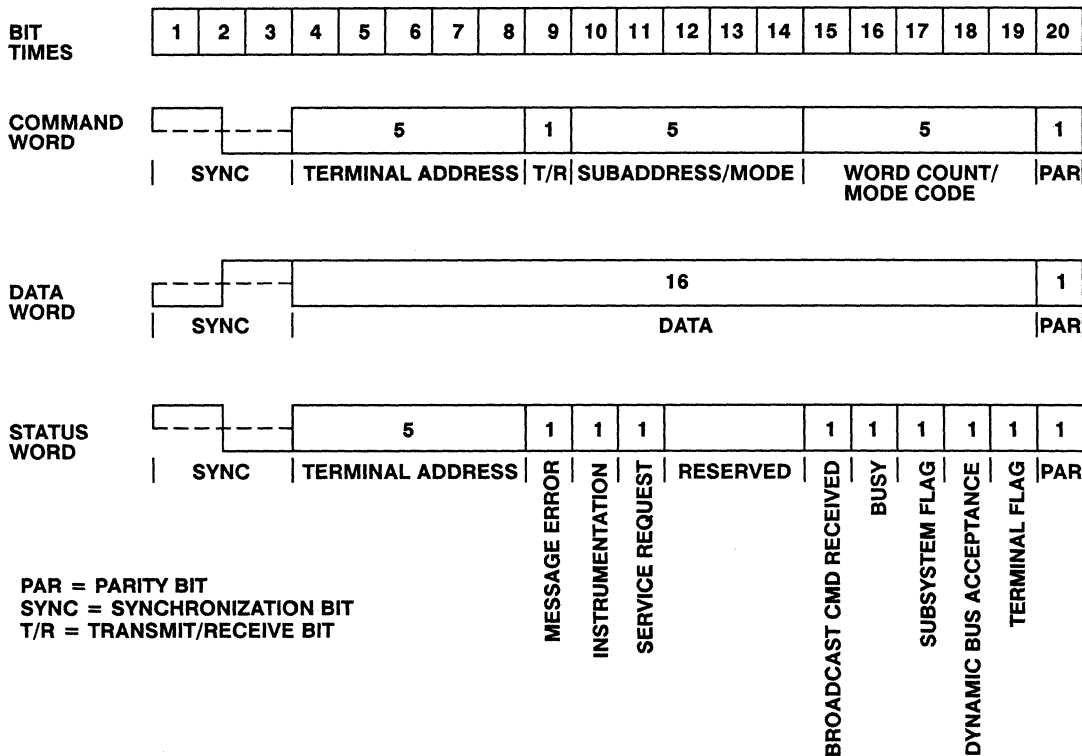 BIT TIMES
1 2 3 4 5 6 7 8 9 10 11 12 13 14 15 16 17 18 19 20
COMMAND WORD
5 1 5 5 1
SYNC TERMINAL ADDRESS T/R SUBADDRESS/MODE WORD COUNT/ PAR
MODE CODE
DATA WORD
16 1
SYNC DATA PAR
STATUS WORD
5 1 1 1 1 1 1 1 1 1
SYNC TERMINAL ADDRESS RESERVED PAR
MESSAGE ERROR
INSTRUMENTATION
SERVICE REQUEST
BROADCAST CMD RECEIVED
BUSY
SUBSYSTEM FLAG
DYNAMIC BUS ACCEPTANCE
TERMINAL FLAG
PAR = PARITY BIT
SYNC = SYNCHRONIZATION BIT
T/R = TRANSMIT/RECEIVE BIT